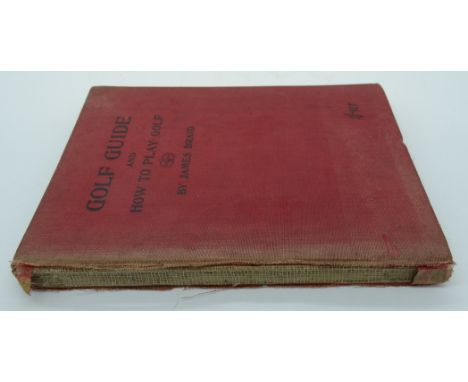 GOLF GUIDE
AND
HOW TO PLAY GOLF
BY JAMES BRAID